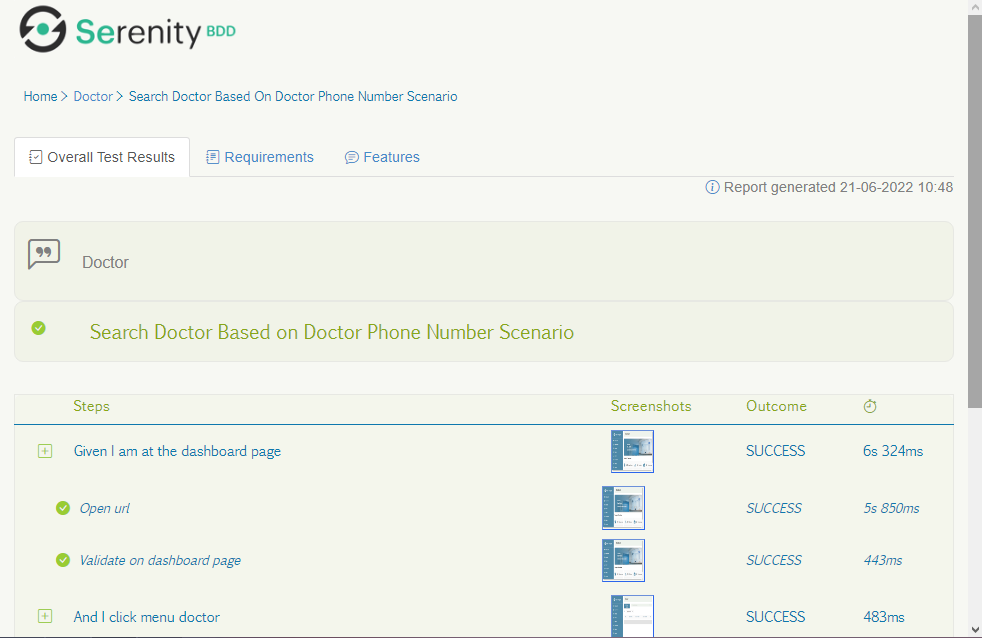 Serenity BDD
Home > Doctor > Search Doctor Based On Doctor Phone Number Scenario
Overall Test Results Requirements Features
Report generated 21-06-2022 10:48
Doctor
Search Doctor Based on Doctor Phone Number Scenario
Steps Screenshots Outcome
Given I am at the dashboard page SUCCESS 6s 324ms
Open url SUCCESS 5s 850ms
Validate on dashboard page SUCCESS 443ms
And I click menu doctor SUCCESS 483ms